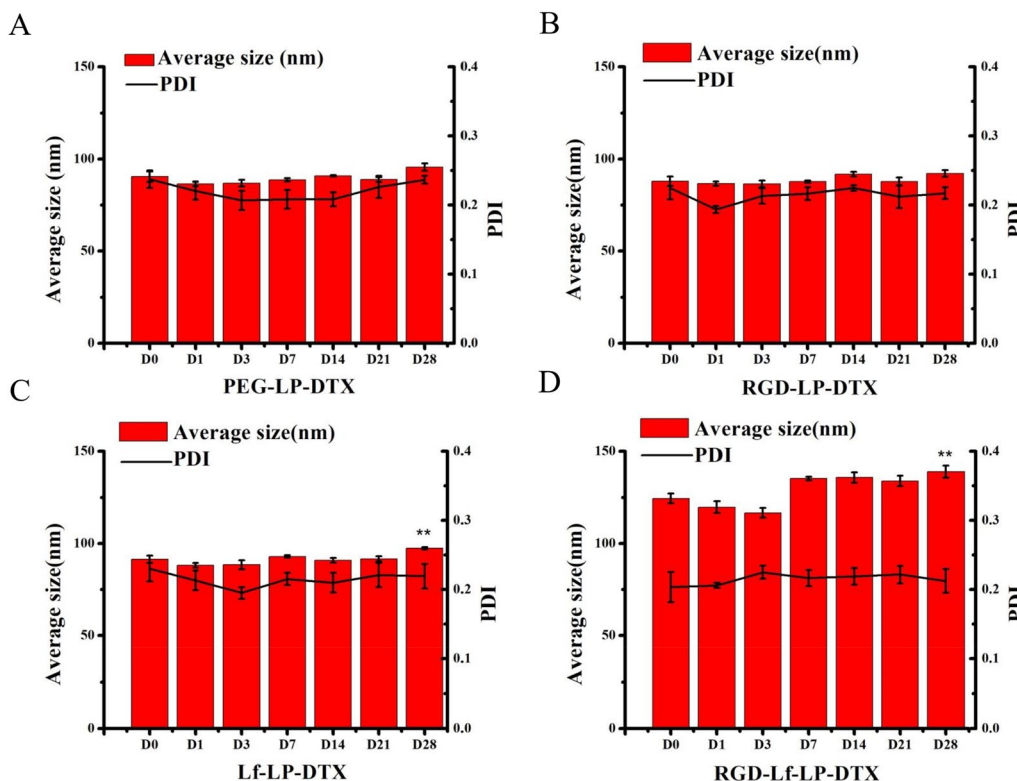 A
Average size (nm)
PDI
150
100
50
0
Average size (nm)
0.4
0.3
0.2
0.1
0.0
PDI
D0 D1 D3 D7 D14 D21 D28
PEG-LP-DTX
B
Average size(nm)
PDI
150
100
50
0
Average size (nm)
0.4
0.3
0.2
0.1
0.0
PDI
D0 D1 D3 D7 D14 D21 D28
RGD-LP-DTX
C
Average size(nm)
PDI
150
100
50
0
Average size(nm)
0.4
0.3
0.2
0.1
0.0
PDI
**
D0 D1 D3 D7 D14 D21 D28
Lf-LP-DTX
D
Average size(nm)
PDI
150
100
50
0
Average size(nm)
0.4
0.3
0.2
0.1
0.0
PDI
**
D0 D1 D3 D7 D14 D21 D28
RGD-Lf-LP-DTX